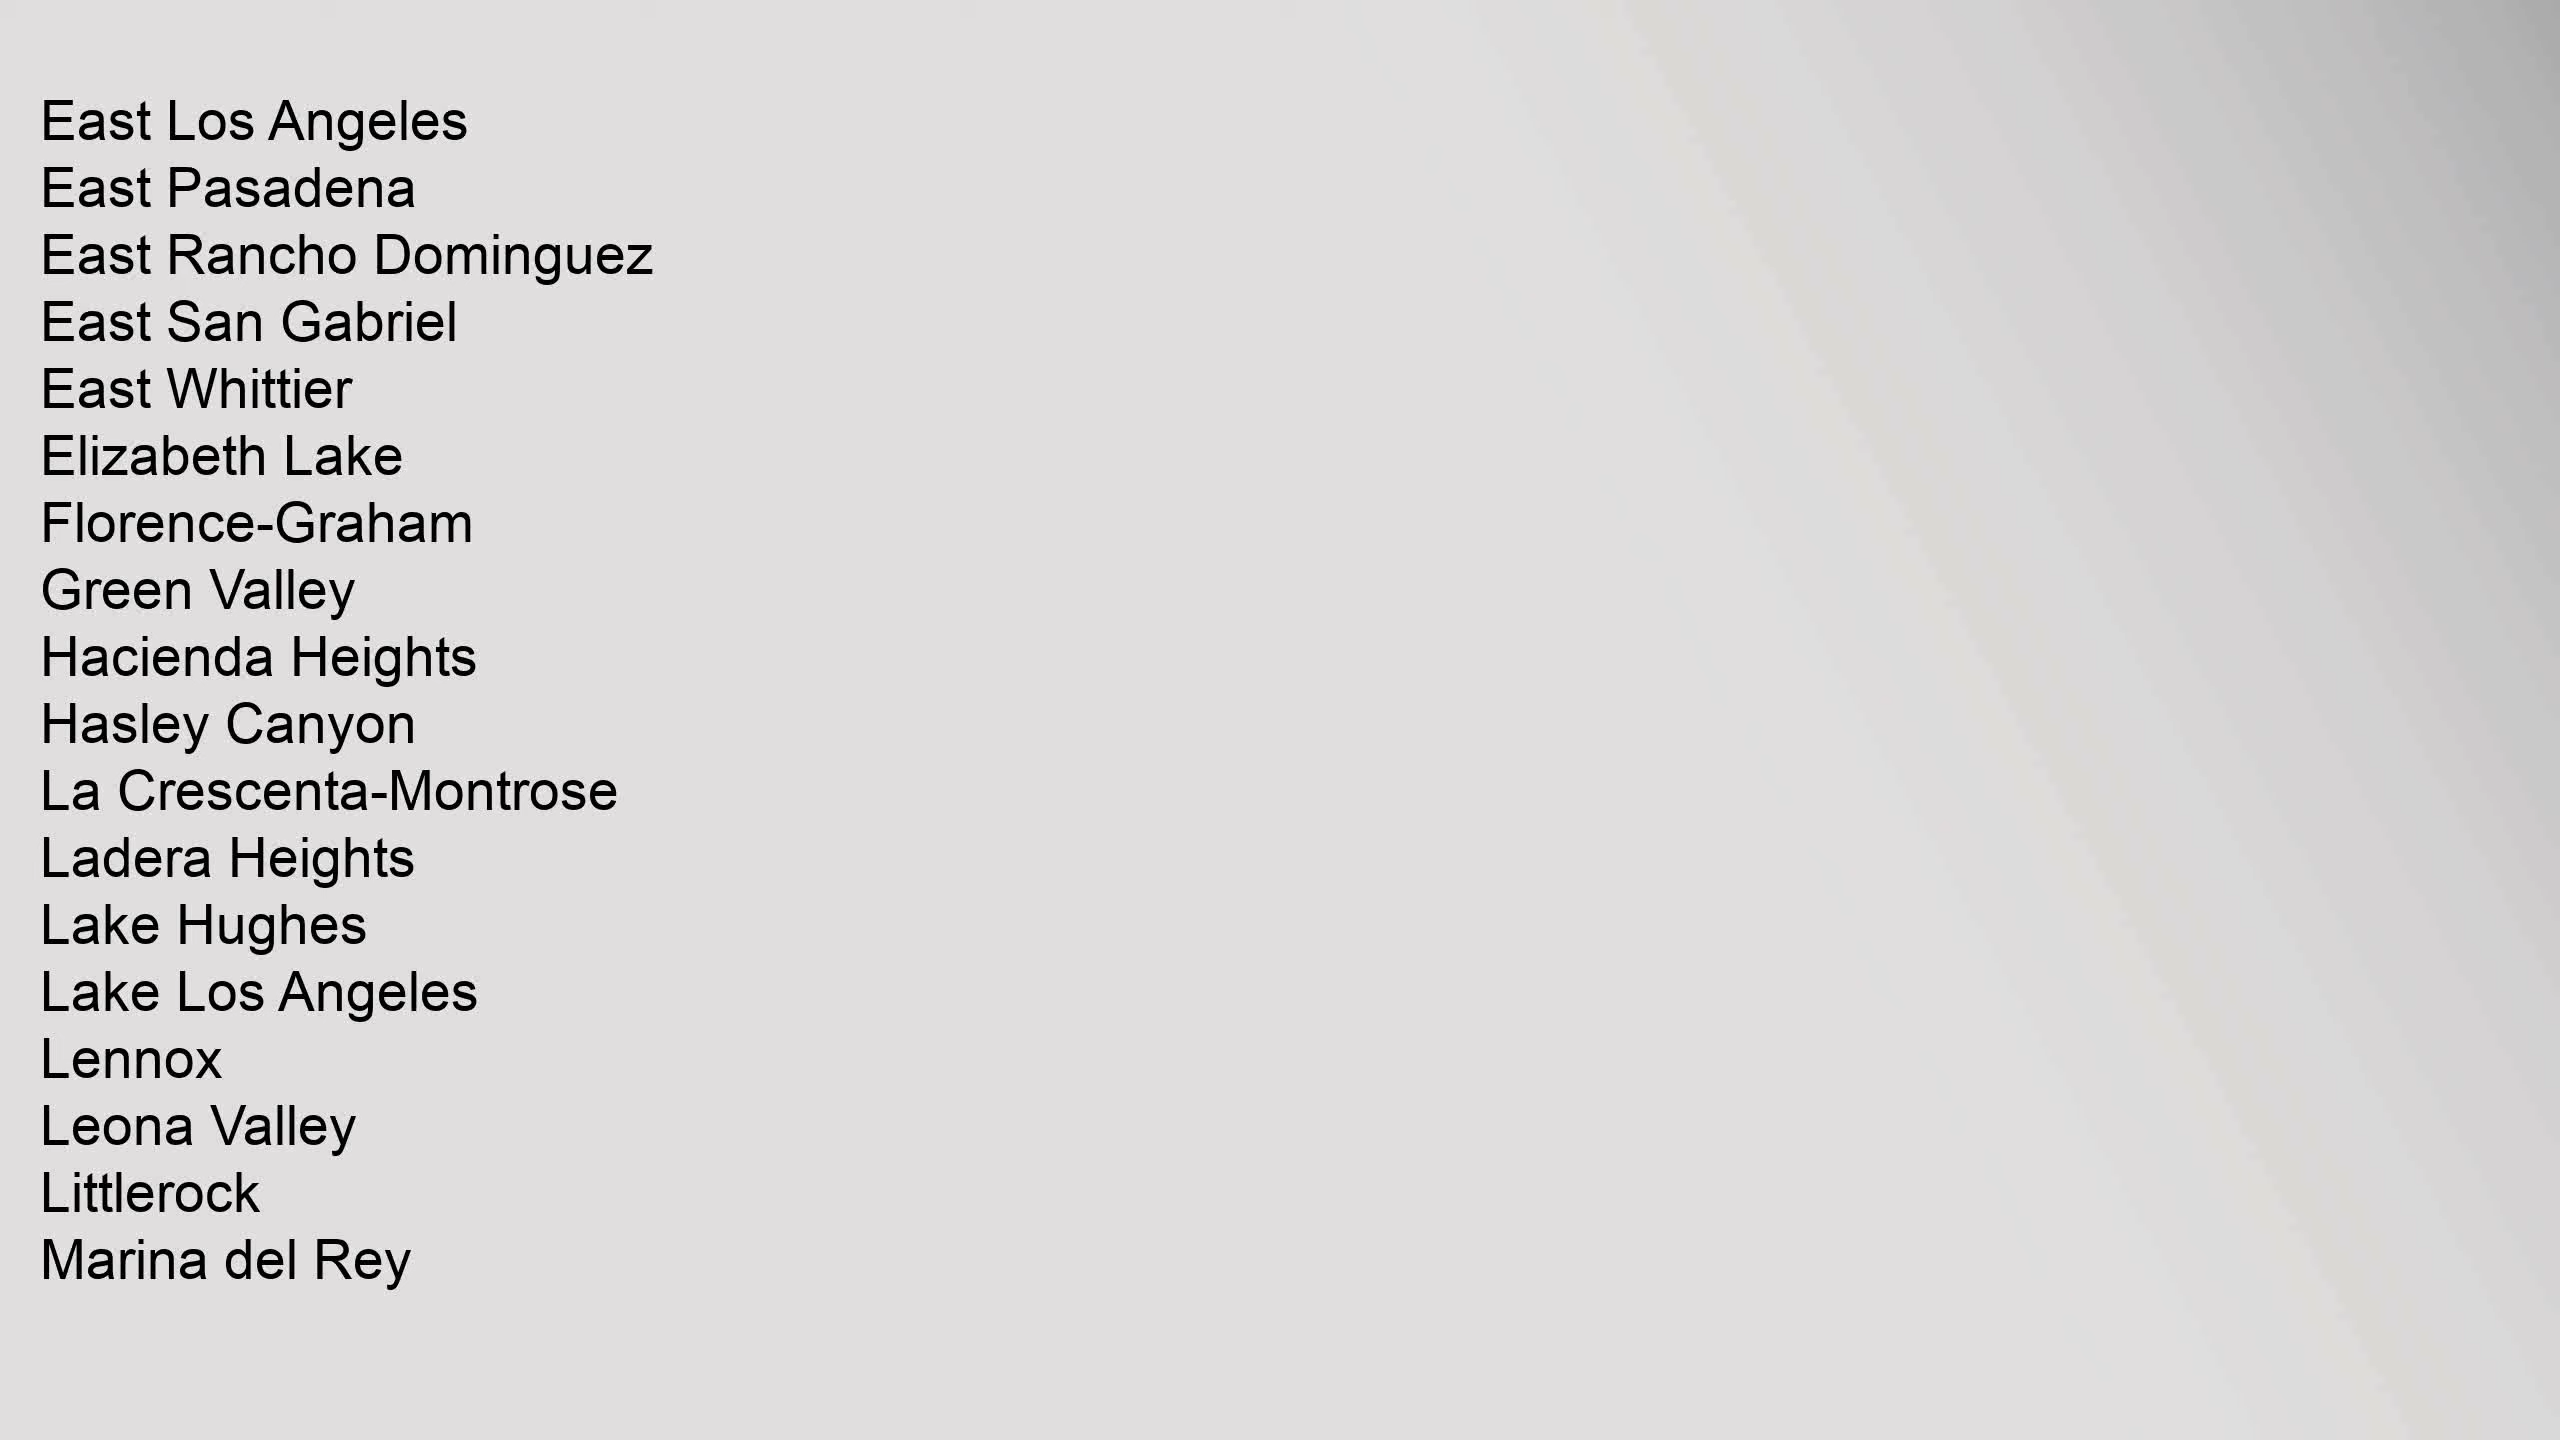 East Los Angeles
East Pasadena
East Rancho Dominguez
East San Gabriel
East Whittier
Elizabeth Lake
Florence-Graham
Green Valley
Hacienda Heights
Hasley Canyon
La Crescenta-Montrose
Ladera Heights
Lake Hughes
Lake Los Angeles
Lennox
Leona Valley
Littlerock
Marina del Rey